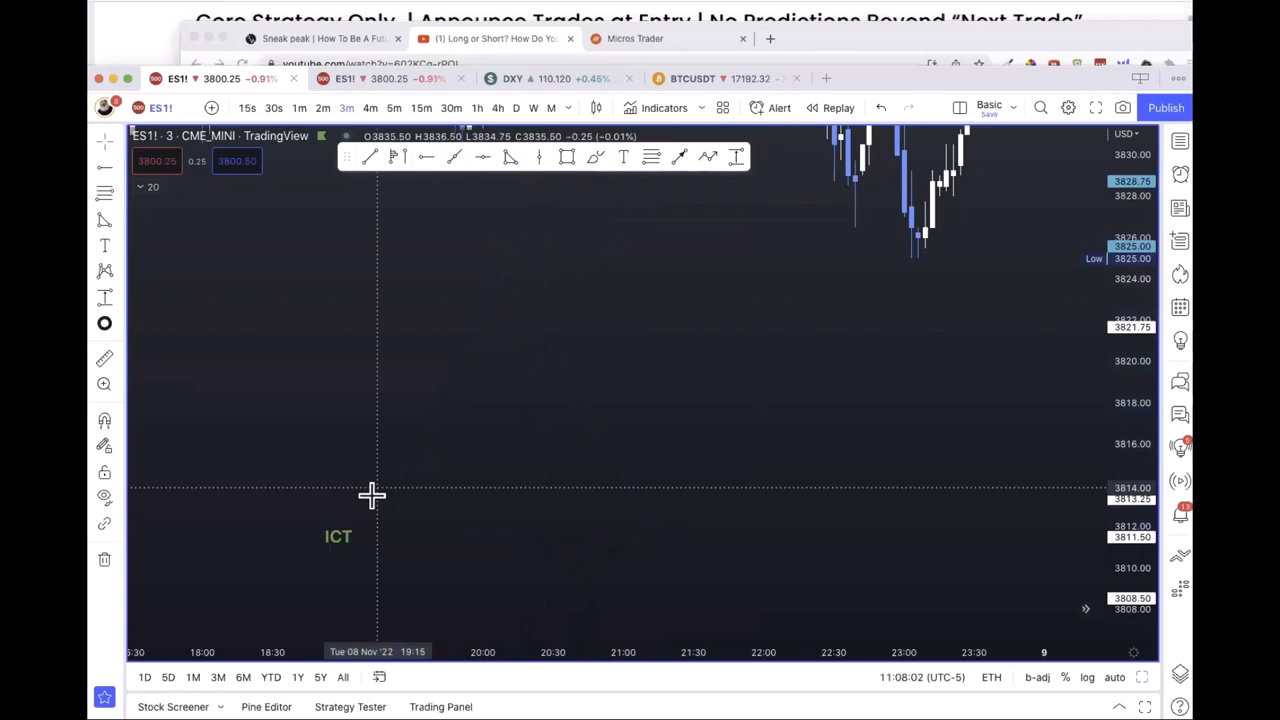 Core Strategy Only | Announce Trades at Entry | No Predictions Beyond "Next Trade"
Sneak peak | How To Be A Fut
(1) Long or Short? How Do Yo
Micros Trader
ES1! 3800.25 −0.91%
ES1! 3800.25 −0.91%
DXY 110.120 +0.45%
BTCUSDT 17192.32
8
ES1!
15s 30s 1m 2m 3m 4m 5m 15m 30m 1h 4h D W M
Indicators
Alert
Replay
Basic
Save
Publish
ES1! · 3 · CME_MINI · TradingView
O3835.50 H3836.50 L3834.75 C3835.50 −0.25 (−0.01%)
USD
3800.25 0.25 3800.50
3830.00
3828.75
20
3828.00
3826.00
3825.00
Low 3825.00
3824.00
3822.00
3821.75
3820.00
3818.00
3816.00
3814.00
3813.25
3812.00
ICT
3811.50
3810.00
3808.50
3808.00
13
:30 18:00 18:30 Tue 08 Nov '22 19:15 20:00 20:30 21:00 21:30 22:00 22:30 23:00 23:30 9
1D 5D 1M 3M 6M YTD 1Y 5Y All
11:08:02 (UTC-5) ETH b-adj % log auto
Stock Screener Pine Editor Strategy Tester Trading Panel